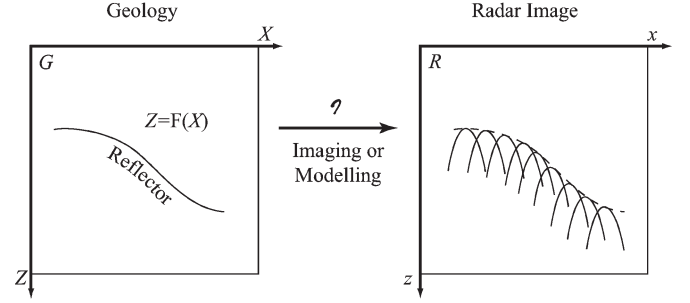 Geology
Radar Image
X
x
G
R
Z=F(X)
Reflector
Imaging or
Modelling
Z
z